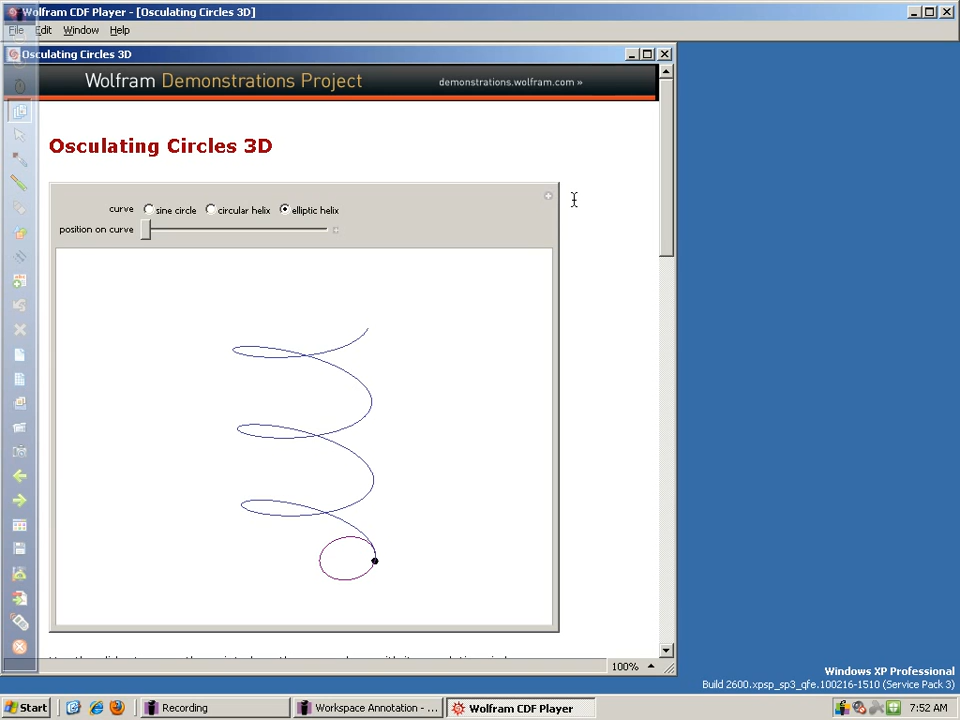 Wolfram CDF Player - [Osculating Circles 3D]
File Edit Window Help
Osculating Circles 3D
Wolfram Demonstrations Project demonstrations.wolfram.com »
Osculating Circles 3D
curve sine circle circular helix elliptic helix
position on curve
100%
Windows XP Professional
Build 2600.xpsp_sp3_qfe.100216-1510 (Service Pack 3)
Start Recording Workspace Annotation - ... Wolfram CDF Player 7:52 AM